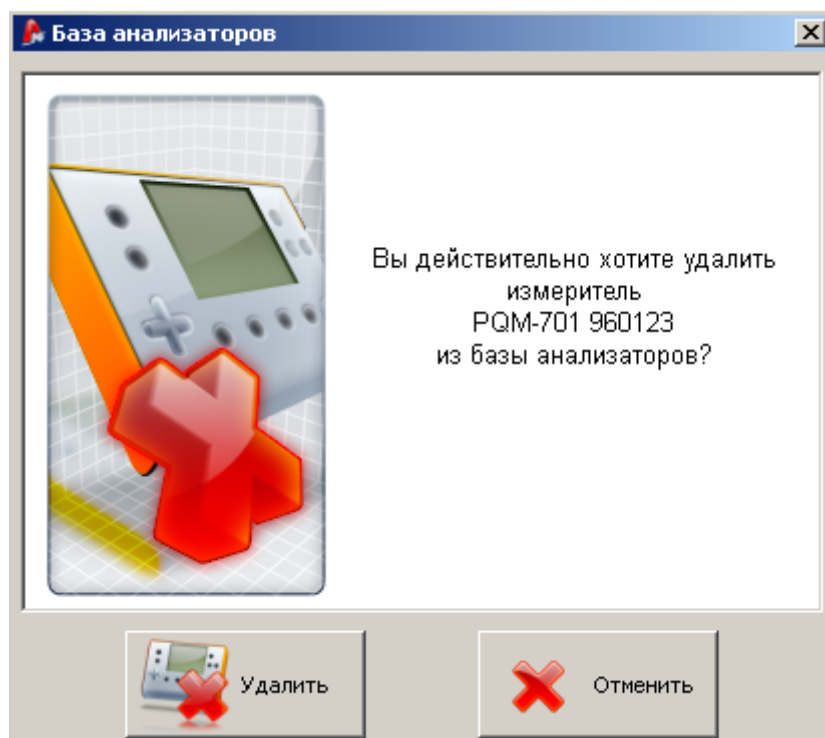 База анализаторов
Вы действительно хотите удалить
измеритель
PQM-701 960123
из базы анализаторов?
Удалить
Отменить